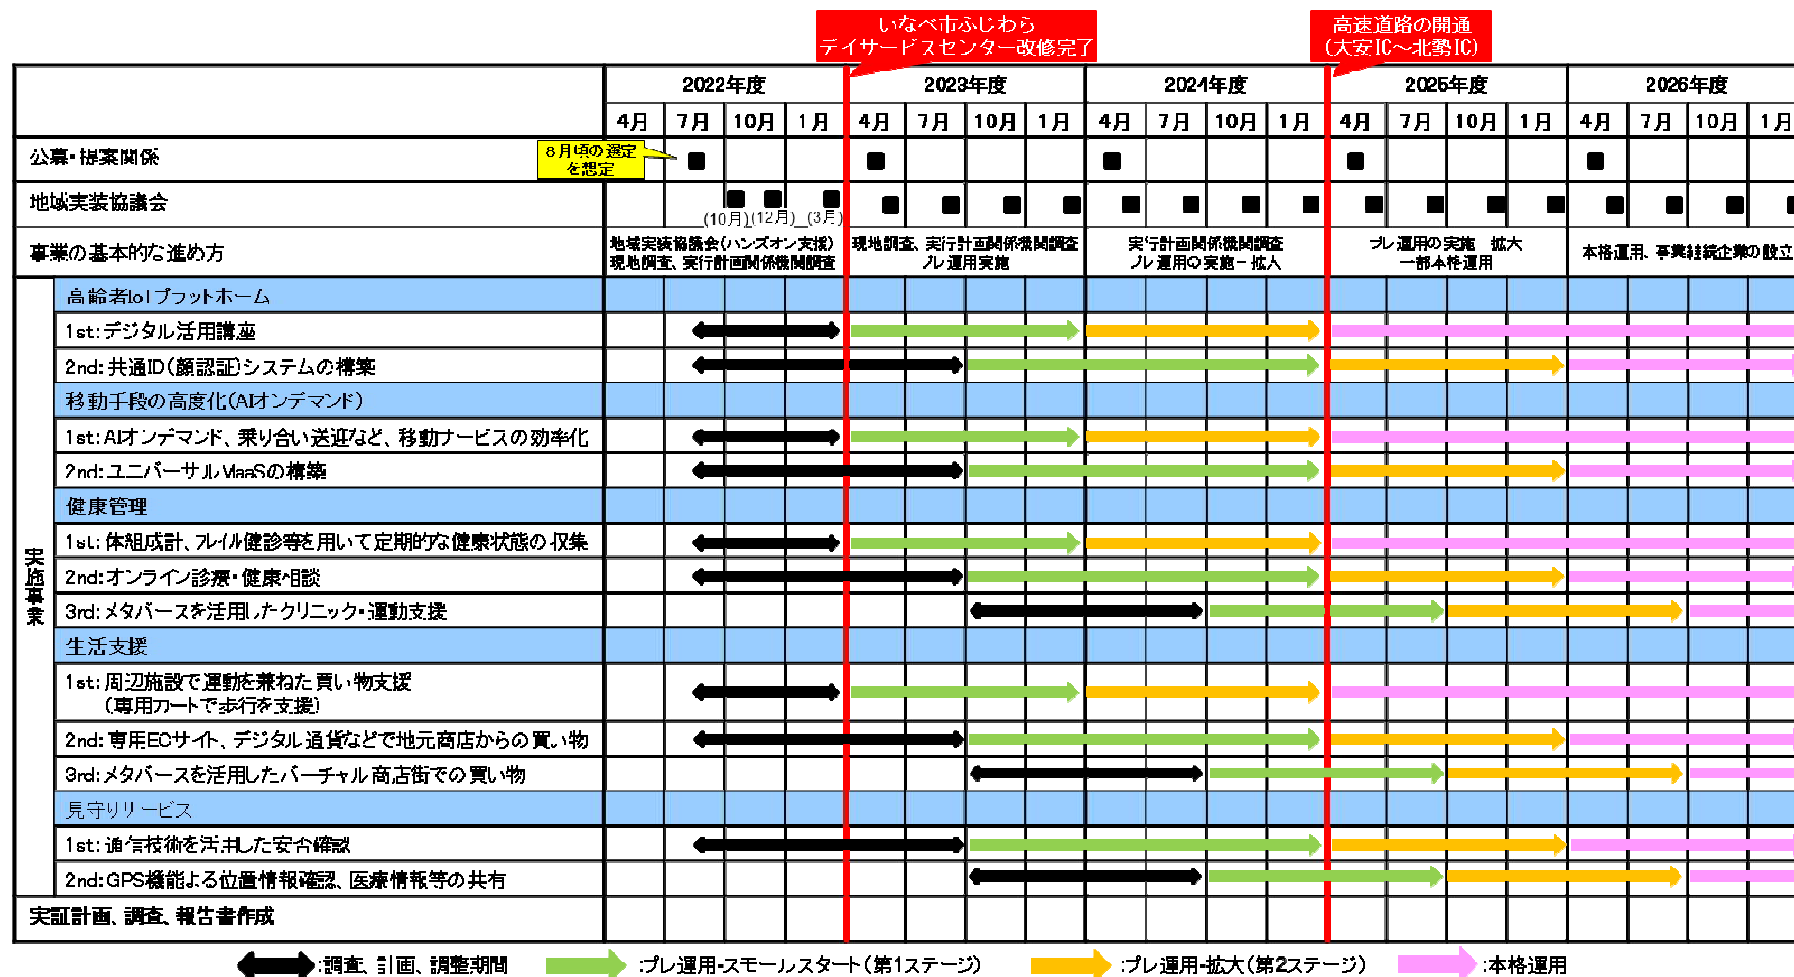 いなべ市ふじわら
デイサービスセンター改修完了
高速道路の開通
(大安IC～北勢IC)
2022年度 2023年度 2024年度 2025年度 2026年度
4月 7月 10月 1月 4月 7月 10月 1月 4月 7月 10月 1月 4月 7月 10月 1月 4月 7月 10月 1月
公募・提案関係
8月頃の選定
を想定
地域実装協議会
(10月) (12月) (3月)
事業の基本的な進め方
地域実装協議会(ハンズオン支援)
現地調査、実行計画関係機関調査
現地調査、実行計画関係機関調査
プレ運用実施
実行計画関係機関調査
プレ運用の実施－拡大
プレ運用の実施 拡大
一部本格運用
本格運用、事業継続企業の設立
実施事業
高齢者IoTプラットホーム
1st:デジタル活用講座
2nd:共通ID(顔認証)システムの構築
移動手段の高度化(AIオンデマンド)
1st:AIオンデマンド、乗り合い送迎など、移動サービスの効率化
2nd:ユニバーサルMaaSの構築
健康管理
1st:体組成計、フレイル健診等を用いて定期的な健康状態の収集
2nd:オンライン診療・健康相談
3rd:メタバースを活用したクリニック・運動支援
生活支援
1st:周辺施設で運動を兼ねた買い物支援
(専用カートで歩行を支援)
2nd:専用ECサイト、デジタル通貨などで地元商店からの買い物
3rd:メタバースを活用したバーチャル商店街での買い物
見守りサービス
1st:通信技術を活用した安否確認
2nd:GPS機能よる位置情報確認、医療情報等の共有
実証計画、調査、報告書作成
:調査、計画、調整期間 :プレ運用-スモールスタート(第1ステージ) :プレ運用-拡大(第2ステージ) :本格運用